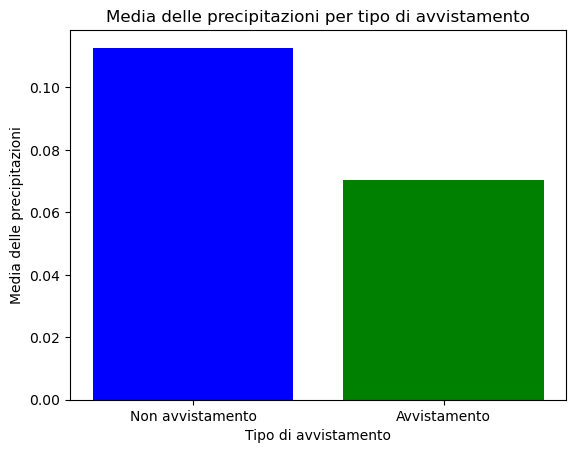 Media delle precipitazioni per tipo di avvistamento
Media delle precipitazioni
0.10
0.08
0.06
0.04
0.02
0.00
Non avvistamento
Avvistamento
Tipo di avvistamento